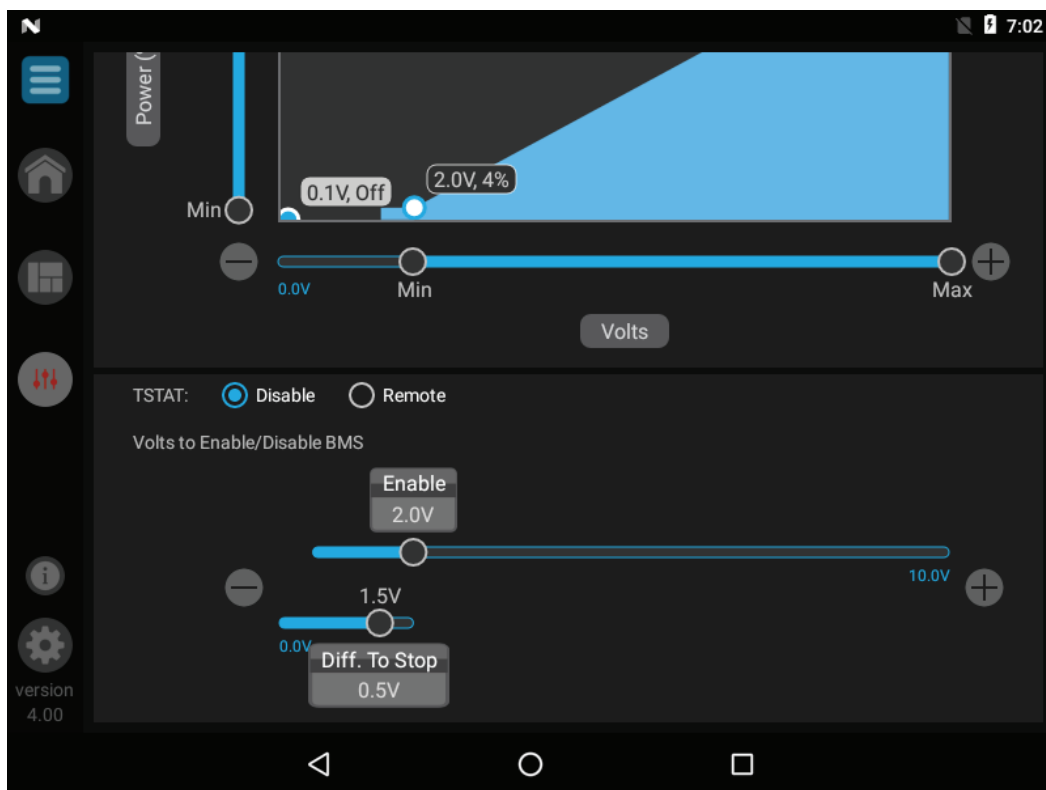 7:02
Power (
0.1V, Off
2.0V, 4%
Min
0.0V
Min
Max
Volts
TSTAT:
Disable
Remote
Volts to Enable/Disable BMS
Enable
2.0V
10.0V
1.5V
0.0V
Diff. To Stop
0.5V
version
4.00